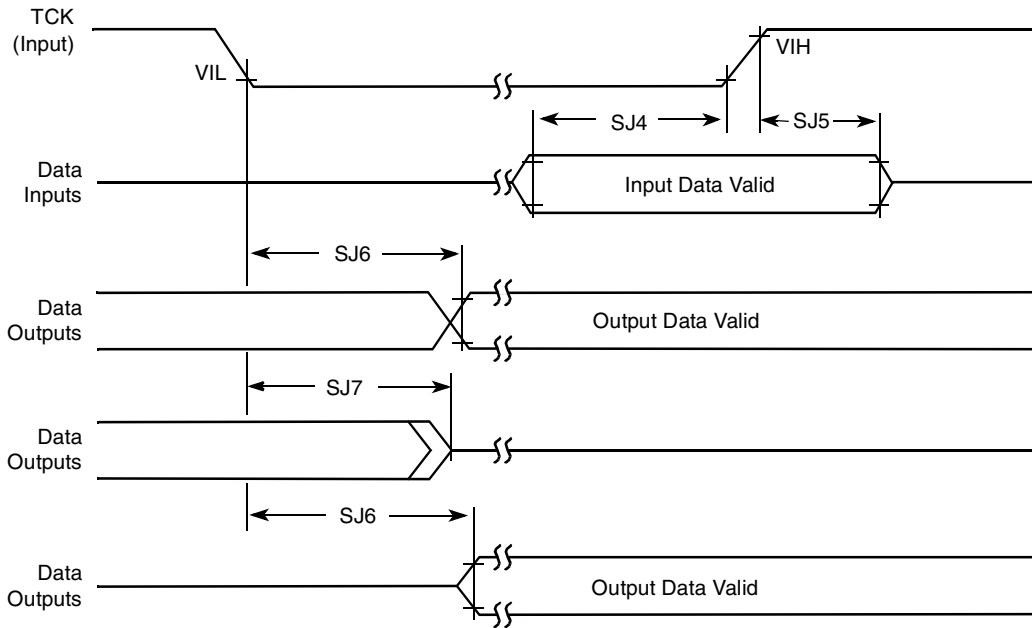 TCK
(Input)
VIL
VIH
SJ4
SJ5
Data
Inputs
Input Data Valid
SJ6
Data
Outputs
Output Data Valid
SJ7
Data
Outputs
SJ6
Data
Outputs
Output Data Valid